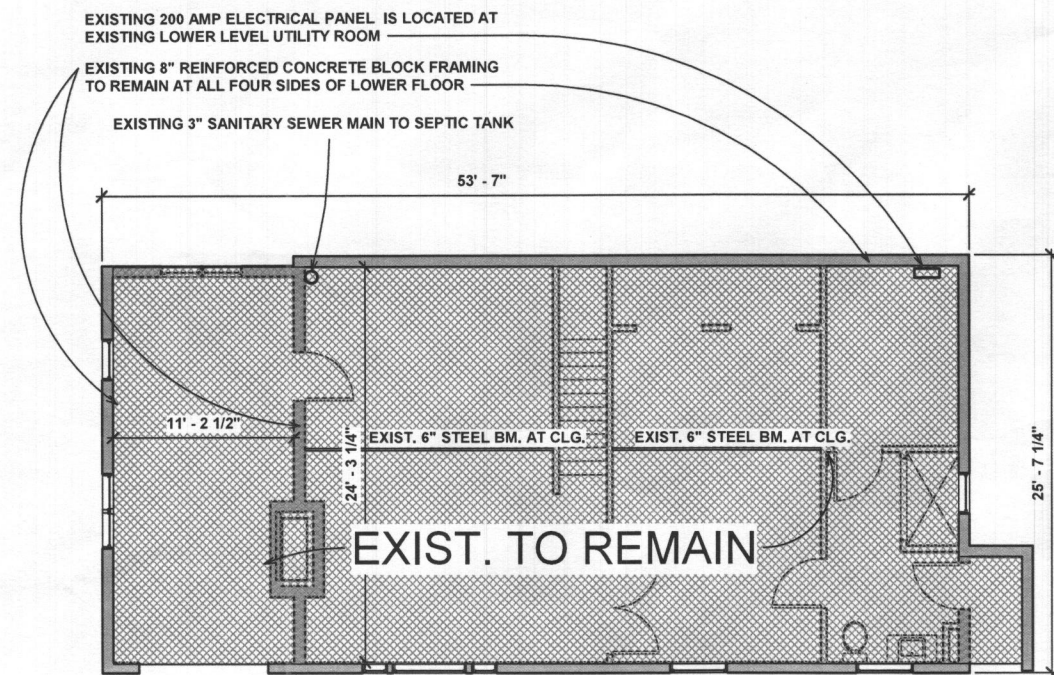 EXISTING 200 AMP ELECTRICAL PANEL IS LOCATED AT
EXISTING LOWER LEVEL UTILITY ROOM
EXISTING 8" REINFORCED CONCRETE BLOCK FRAMING
TO REMAIN AT ALL FOUR SIDES OF LOWER FLOOR
EXISTING 3" SANITARY SEWER MAIN TO SEPTIC TANK
53' - 7"
11' - 2 1/2"
24' - 3 1/4"
EXIST. 6" STEEL BM. AT CLG.
EXIST. 6" STEEL BM. AT CLG.
25' - 7 1/4"
EXIST. TO REMAIN